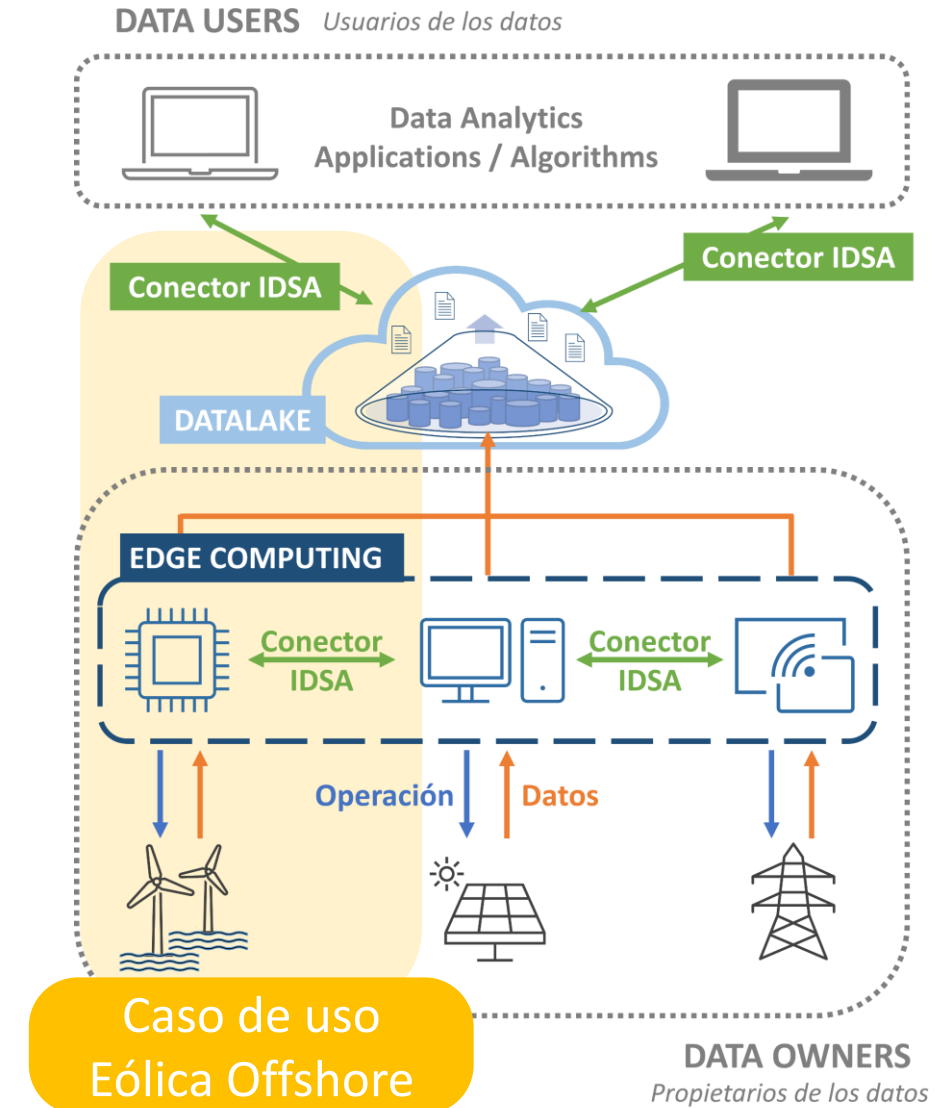 DATA USERS Usuarios de los datos
Data Analytics
Applications / Algorithms
Conector IDSA
Conector IDSA
DATALAKE
EDGE COMPUTING
Conector
IDSA
Conector
IDSA
Operación
Datos
Caso de uso
Eólica Offshore
DATA OWNERS
Propietarios de los datos